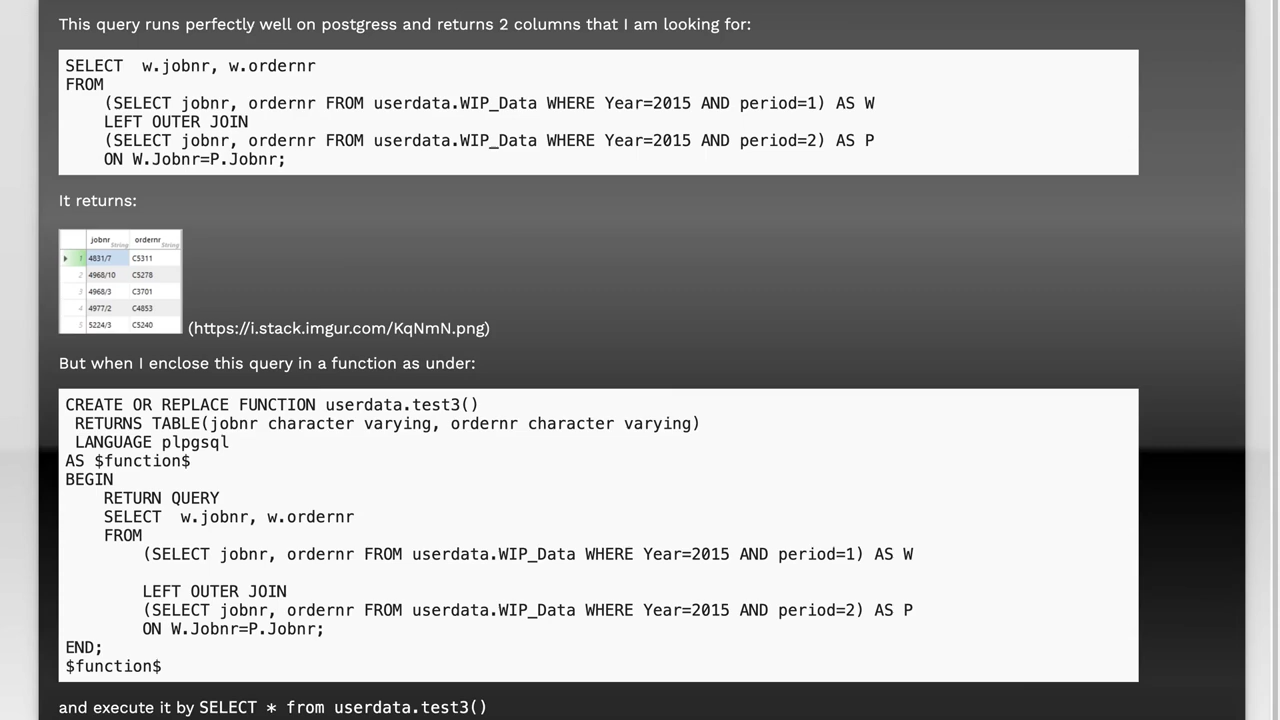 This query runs perfectly well on postgress and returns 2 columns that I am looking for:
SELECT  w.jobnr, w.ordernr
FROM
    (SELECT jobnr, ordernr FROM userdata.WIP_Data WHERE Year=2015 AND period=1) AS W
    LEFT OUTER JOIN
    (SELECT jobnr, ordernr FROM userdata.WIP_Data WHERE Year=2015 AND period=2) AS P
    ON W.Jobnr=P.Jobnr;
It returns:
jobnr String ordernr String
1 4831/7 C5311
2 4968/10 C5278
3 4968/3 C3701
4 4977/2 C4853
5 5224/3 C5240
(https://i.stack.imgur.com/KqNmN.png)
But when I enclose this query in a function as under:
CREATE OR REPLACE FUNCTION userdata.test3()
 RETURNS TABLE(jobnr character varying, ordernr character varying)
 LANGUAGE plpgsql
AS $function$
BEGIN
    RETURN QUERY
    SELECT  w.jobnr, w.ordernr
    FROM
        (SELECT jobnr, ordernr FROM userdata.WIP_Data WHERE Year=2015 AND period=1) AS W
        LEFT OUTER JOIN
        (SELECT jobnr, ordernr FROM userdata.WIP_Data WHERE Year=2015 AND period=2) AS P
        ON W.Jobnr=P.Jobnr;
END;
$function$
and execute it by SELECT * from userdata.test3()